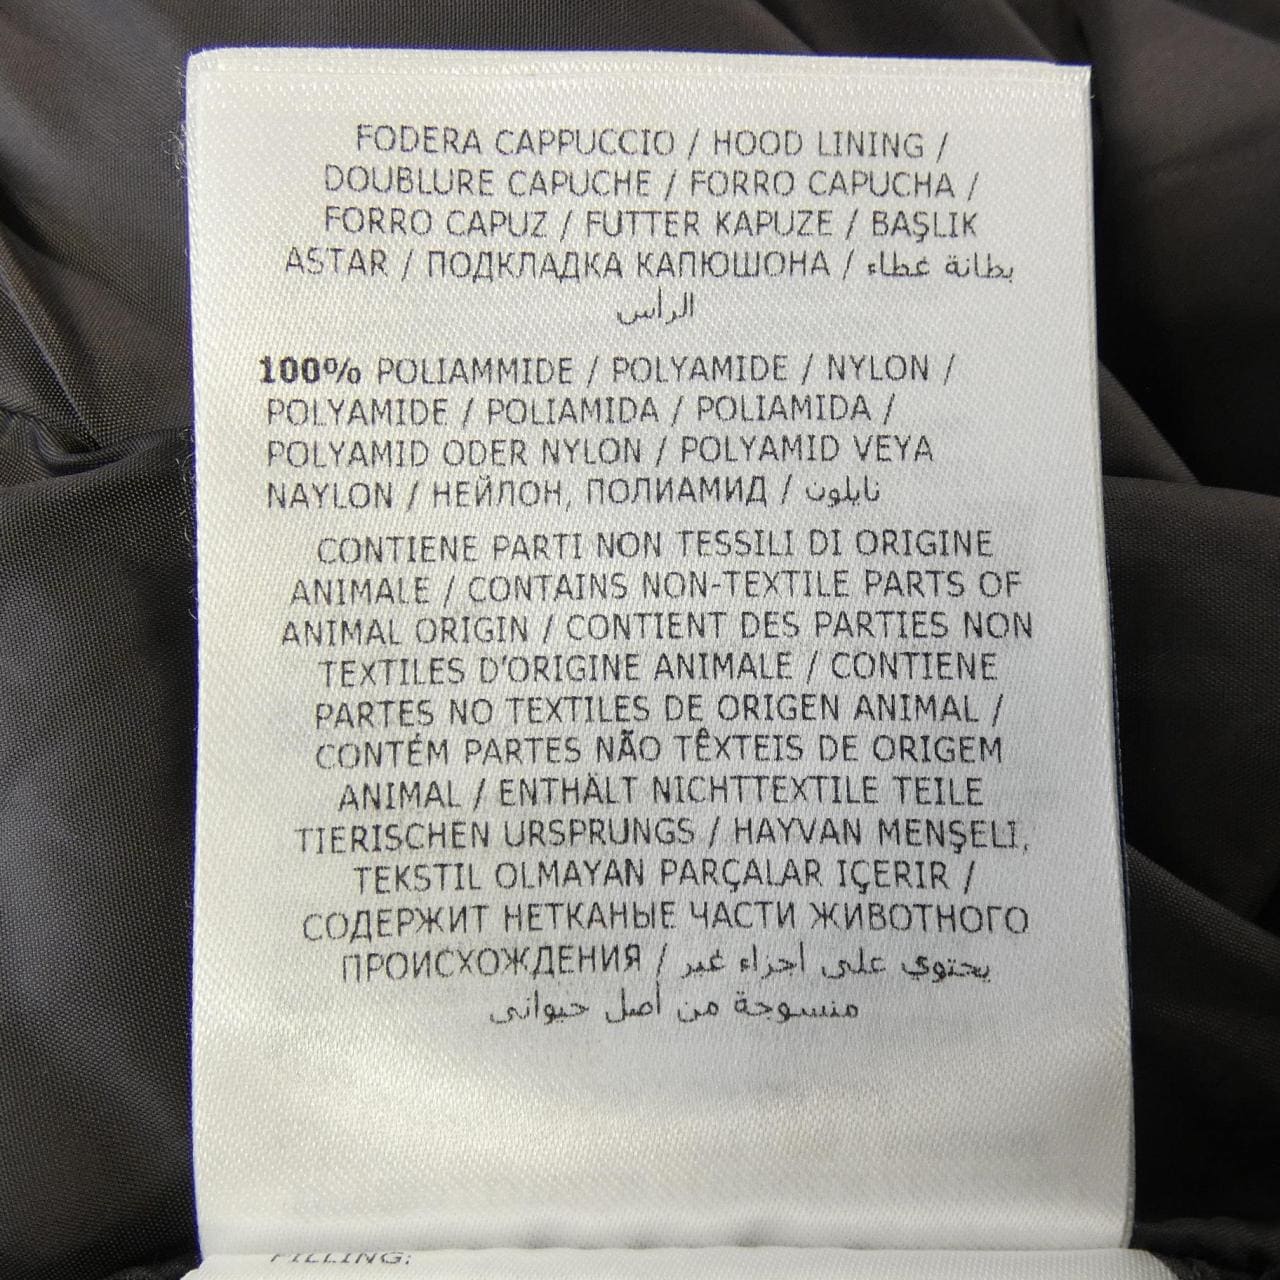 FODERA CAPPUCCIO / HOOD LINING /
DOUBLURE CAPUCHE / FORRO CAPUCHA /
FORRO CAPUZ / FUTTER KAPUZE / BAŞLIK
ASTAR / ПОДКЛАДКА КАПЮШОНА / بطانة غطاء
الرأس
100% POLIAMMIDE / POLYAMIDE / NYLON /
POLYAMIDE / POLIAMIDA / POLIAMIDA /
POLYAMID ODER NYLON / POLYAMID VEYA
NAYLON / НЕЙЛОН, ПОЛИАМИД / نايلون
CONTIENE PARTI NON TESSILI DI ORIGINE
ANIMALE / CONTAINS NON-TEXTILE PARTS OF
ANIMAL ORIGIN / CONTIENT DES PARTIES NON
TEXTILES D'ORIGINE ANIMALE / CONTIENE
PARTES NO TEXTILES DE ORIGEN ANIMAL /
CONTÉM PARTES NÃO TÊXTEIS DE ORIGEM
ANIMAL / ENTHÄLT NICHTTEXTILE TEILE
TIERISCHEN URSPRUNGS / HAYVAN MENŞELI,
TEKSTIL OLMAYAN PARÇALAR IÇERIR /
СОДЕРЖИТ НЕТКАНЫЕ ЧАСТИ ЖИВОТНОГО
ПРОИСХОЖДЕНИЯ / يحتوي على أجزاء غير
منسوجة من أصل حيواني
FILLING: